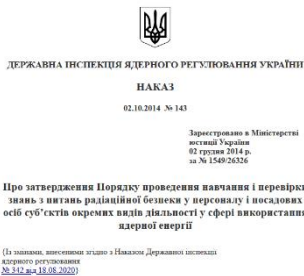 ДЕРЖАВНА ІНСПЕКЦІЯ ЯДЕРНОГО РЕГУЛЮВАННЯ УКРАЇНИ
НАКАЗ
02.10.2014 № 143
Зареєстровано в Міністерстві
юстиції України
02 грудня 2014 р.
за № 1549/26326
Про затвердження Порядку проведення навчання і перевірки
знань з питань радіаційної безпеки у персоналу і посадових
осіб суб’єктів окремих видів діяльності у сфері використання
ядерної енергії
(Із змінами, внесеними згідно з Наказом Державної інспекції
ядерного регулювання
№ 342 від 18.08.2020)